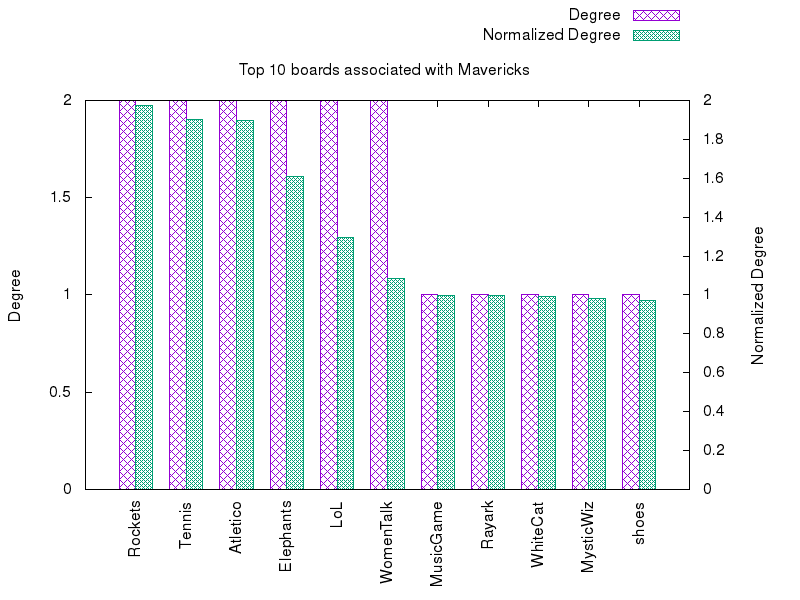 Degree
Normalized Degree
Top 10 boards associated with Mavericks
2
1.5
1
0.5
0
Degree
2
1.8
1.6
1.4
1.2
1
0.8
0.6
0.4
0.2
0
Normalized Degree
Rockets
Tennis
Atletico
Elephants
LoL
WomenTalk
MusicGame
Rayark
WhiteCat
MysticWiz
shoes